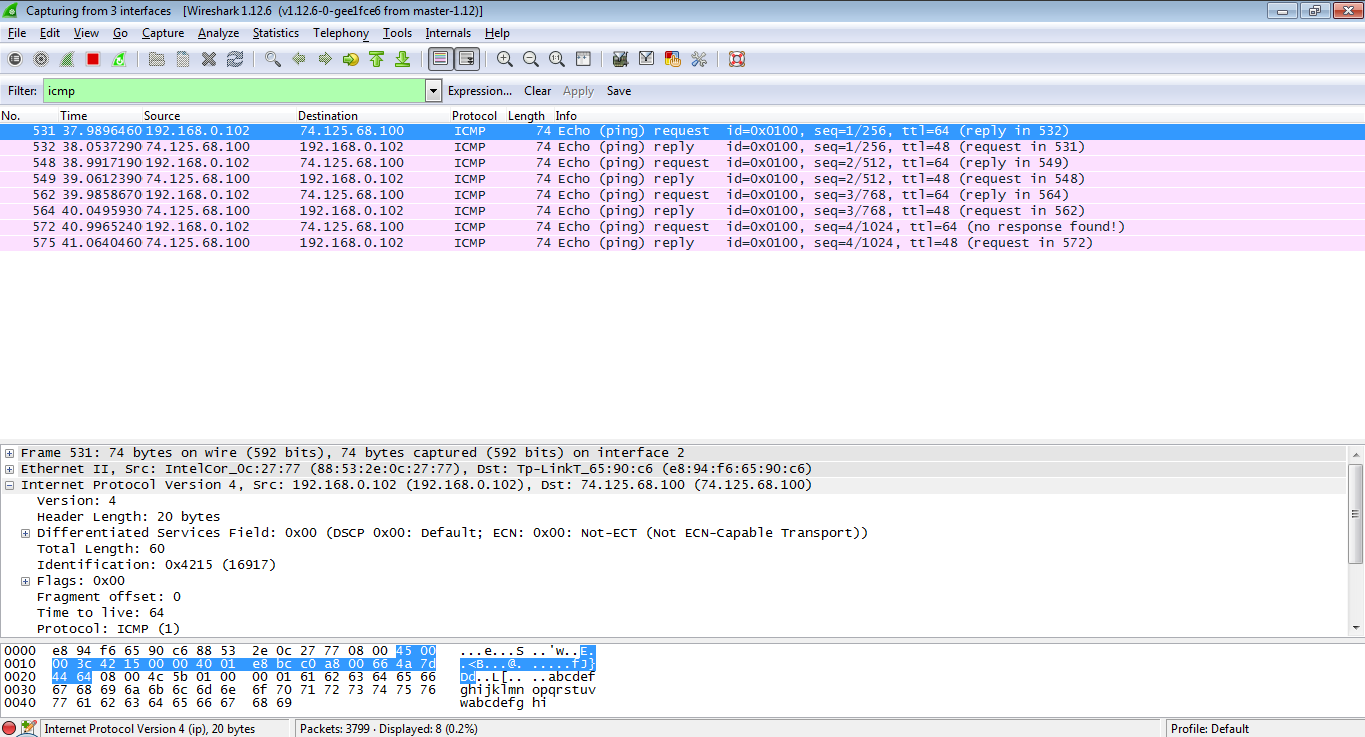 Capturing from 3 interfaces [Wireshark 1.12.6 (v1.12.6-0-gee1fce6 from master-1.12)]
File Edit View Go Capture Analyze Statistics Telephony Tools Internals Help
Filter: icmp Expression... Clear Apply Save
No. Time Source Destination Protocol Length Info
531 37.9896460 192.168.0.102 74.125.68.100 ICMP 74 Echo (ping) request id=0x0100, seq=1/256, ttl=64 (reply in 532)
532 38.0537290 74.125.68.100 192.168.0.102 ICMP 74 Echo (ping) reply id=0x0100, seq=1/256, ttl=48 (request in 531)
548 38.9917190 192.168.0.102 74.125.68.100 ICMP 74 Echo (ping) request id=0x0100, seq=2/512, ttl=64 (reply in 549)
549 39.0612390 74.125.68.100 192.168.0.102 ICMP 74 Echo (ping) reply id=0x0100, seq=2/512, ttl=48 (request in 548)
562 39.9858670 192.168.0.102 74.125.68.100 ICMP 74 Echo (ping) request id=0x0100, seq=3/768, ttl=64 (reply in 564)
564 40.0495930 74.125.68.100 192.168.0.102 ICMP 74 Echo (ping) reply id=0x0100, seq=3/768, ttl=48 (request in 562)
572 40.9965240 192.168.0.102 74.125.68.100 ICMP 74 Echo (ping) request id=0x0100, seq=4/1024, ttl=64 (no response found!)
575 41.0640460 74.125.68.100 192.168.0.102 ICMP 74 Echo (ping) reply id=0x0100, seq=4/1024, ttl=48 (request in 572)
Frame 531: 74 bytes on wire (592 bits), 74 bytes captured (592 bits) on interface 2
Ethernet II, Src: IntelCor_0c:27:77 (88:53:2e:0c:27:77), Dst: Tp-LinkT_65:90:c6 (e8:94:f6:65:90:c6)
Internet Protocol Version 4, Src: 192.168.0.102 (192.168.0.102), Dst: 74.125.68.100 (74.125.68.100)
Version: 4
Header Length: 20 bytes
Differentiated Services Field: 0x00 (DSCP 0x00: Default; ECN: 0x00: Not-ECT (Not ECN-Capable Transport))
Total Length: 60
Identification: 0x4215 (16917)
Flags: 0x00
Fragment offset: 0
Time to live: 64
Protocol: ICMP (1)
0000 e8 94 f6 65 90 c6 88 53 2e 0c 27 77 08 00 45 00 ...e...S ..'w..E.
0010 00 3c 42 15 00 00 40 01 e8 bc c0 a8 00 66 4a 7d .<B...@. .....fJ}
0020 44 64 08 00 4c 5b 01 00 00 01 61 62 63 64 65 66 Dd..L[.. ..abcdef
0030 67 68 69 6a 6b 6c 6d 6e 6f 70 71 72 73 74 75 76 ghijklmn opqrstuv
0040 77 61 62 63 64 65 66 67 68 69 wabcdefg hi
Internet Protocol Version 4 (ip), 20 bytes Packets: 3799 · Displayed: 8 (0.2%) Profile: Default